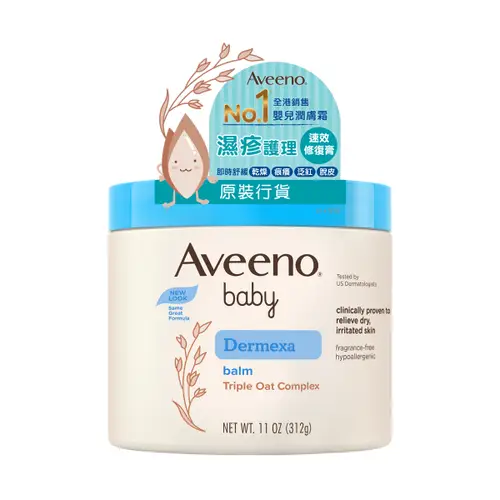 Aveeno®
No.1 全港銷售
嬰兒潤膚霜
濕疹護理 速效
修復膏
即時舒緩 乾燥 痕癢 泛紅 脫皮
原裝行貨
Aveeno®
baby
NEW
LOOK
Same
Great
Formula
Tested by
US Dermatologists
clinically proven to
relieve dry,
irritated skin
fragrance-free
hypoallergenic
Dermexa
balm
Triple Oat Complex
NET WT. 11 OZ (312g)